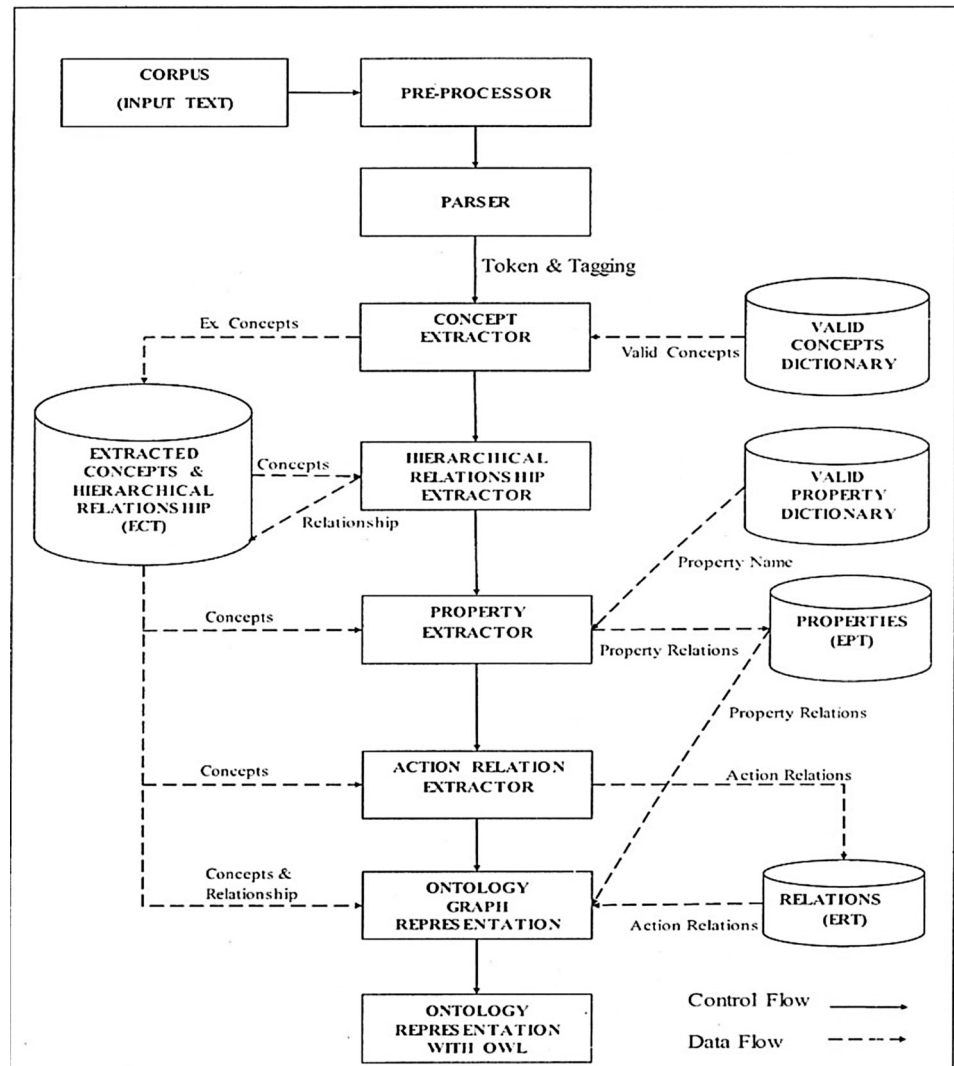 CORPUS
(INPUT TEXT)
PRE-PROCESSOR
PARSER
Token & Tagging
Ex. Concepts
CONCEPT
EXTRACTOR
Valid Concepts
VALID
CONCEPTS
DICTIONARY
EXTRACTED
CONCEPTS &
HIERARCHICAL
RELATIONSHIP
(ECT)
Concepts
Relationship
HIERARCHICAL
RELATIONSHIP
EXTRACTOR
VALID
PROPERTY
DICTIONARY
Property Name
Concepts
PROPERTY
EXTRACTOR
Property Relations
PROPERTIES
(EPT)
Property Relations
Concepts
ACTION RELATION
EXTRACTOR
Action Relations
Concepts &
Relationship
ONTOLOGY
GRAPH
REPRESENTATION
Action Relations
RELATIONS
(ERT)
ONTOLOGY
REPRESENTATION
WITH OWL
Control Flow
Data Flow